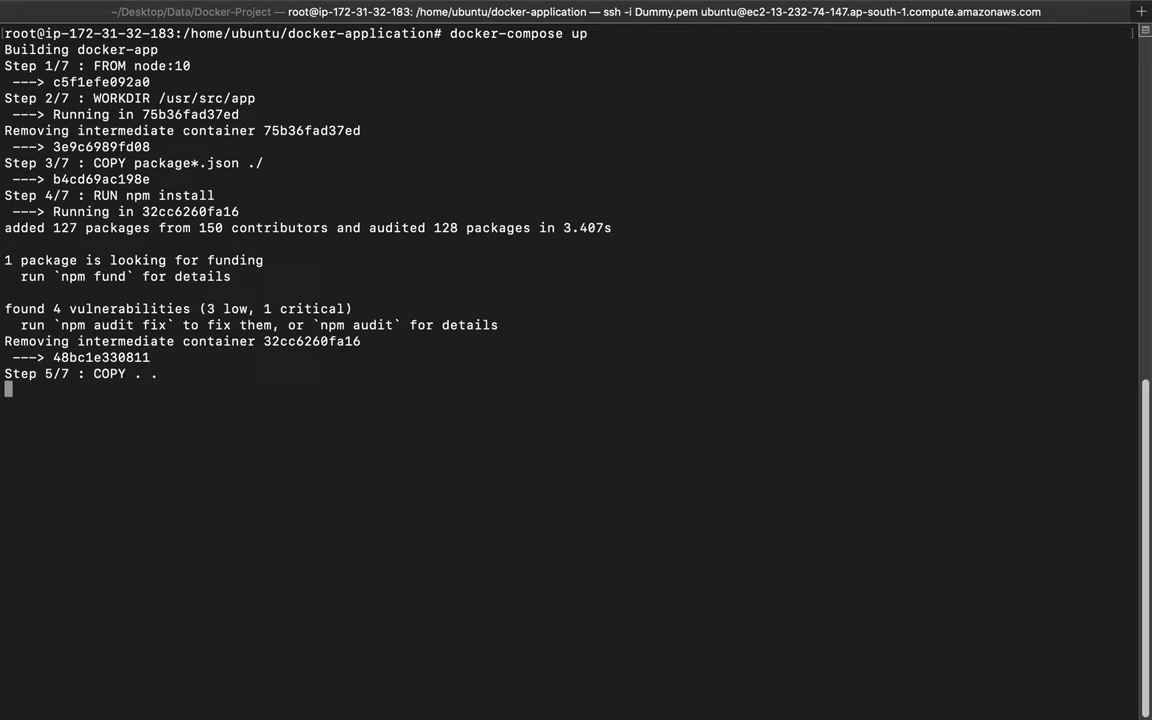 ~/Desktop/Data/Docker-Project — root@ip-172-31-32-183: /home/ubuntu/docker-application — ssh -i Dummy.pem ubuntu@ec2-13-232-74-147.ap-south-1.compute.amazonaws.com
root@ip-172-31-32-183:/home/ubuntu/docker-application# docker-compose up
Building docker-app
Step 1/7 : FROM node:10
 ---> c5f1efe092a0
Step 2/7 : WORKDIR /usr/src/app
 ---> Running in 75b36fad37ed
Removing intermediate container 75b36fad37ed
 ---> 3e9c6989fd08
Step 3/7 : COPY package*.json ./
 ---> b4cd69ac198e
Step 4/7 : RUN npm install
 ---> Running in 32cc6260fa16
added 127 packages from 150 contributors and audited 128 packages in 3.407s
1 package is looking for funding
  run `npm fund` for details
found 4 vulnerabilities (3 low, 1 critical)
  run `npm audit fix` to fix them, or `npm audit` for details
Removing intermediate container 32cc6260fa16
 ---> 48bc1e330811
Step 5/7 : COPY . .